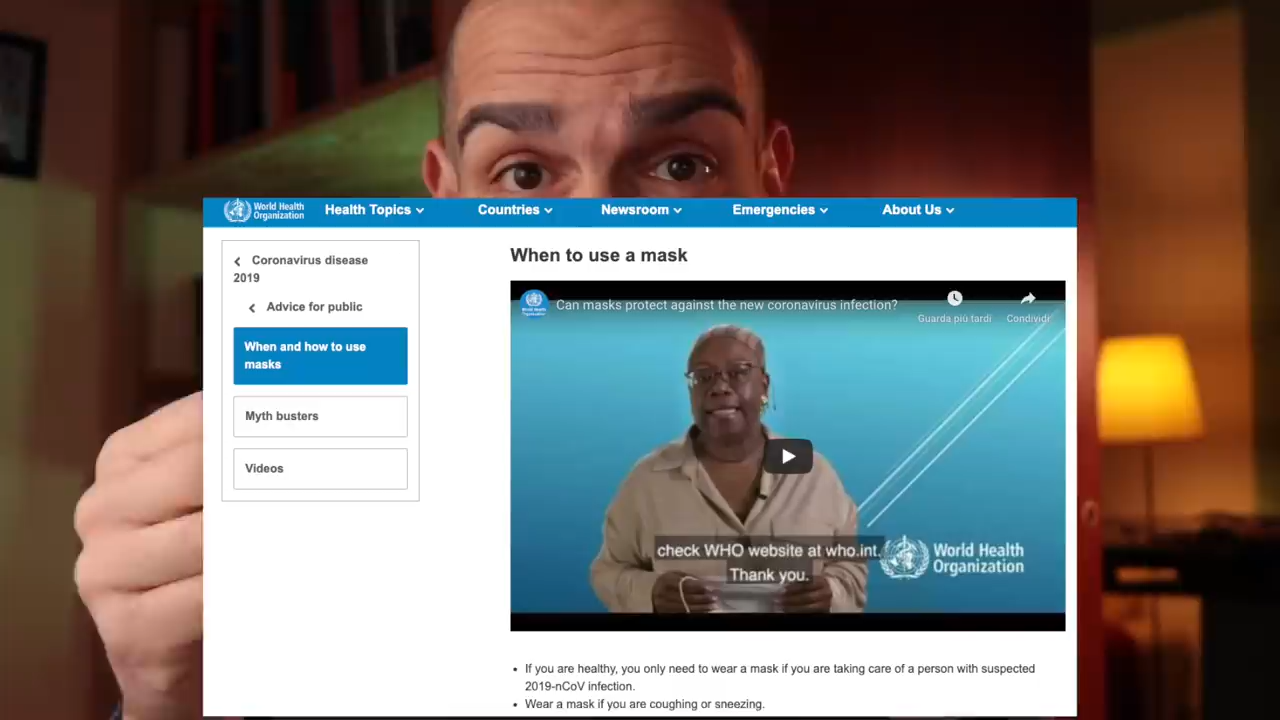 World Health
Organization
Health Topics
Countries
Newsroom
Emergencies
About Us
Coronavirus disease
2019
Advice for public
When and how to use
masks
Myth busters
Videos
When to use a mask
Can masks protect against the new coronavirus infection?
Guarda più tardi
Condividi
check WHO website at who.int.
Thank you.
World Health
Organization
If you are healthy, you only need to wear a mask if you are taking care of a person with suspected
2019-nCoV infection.
Wear a mask if you are coughing or sneezing.